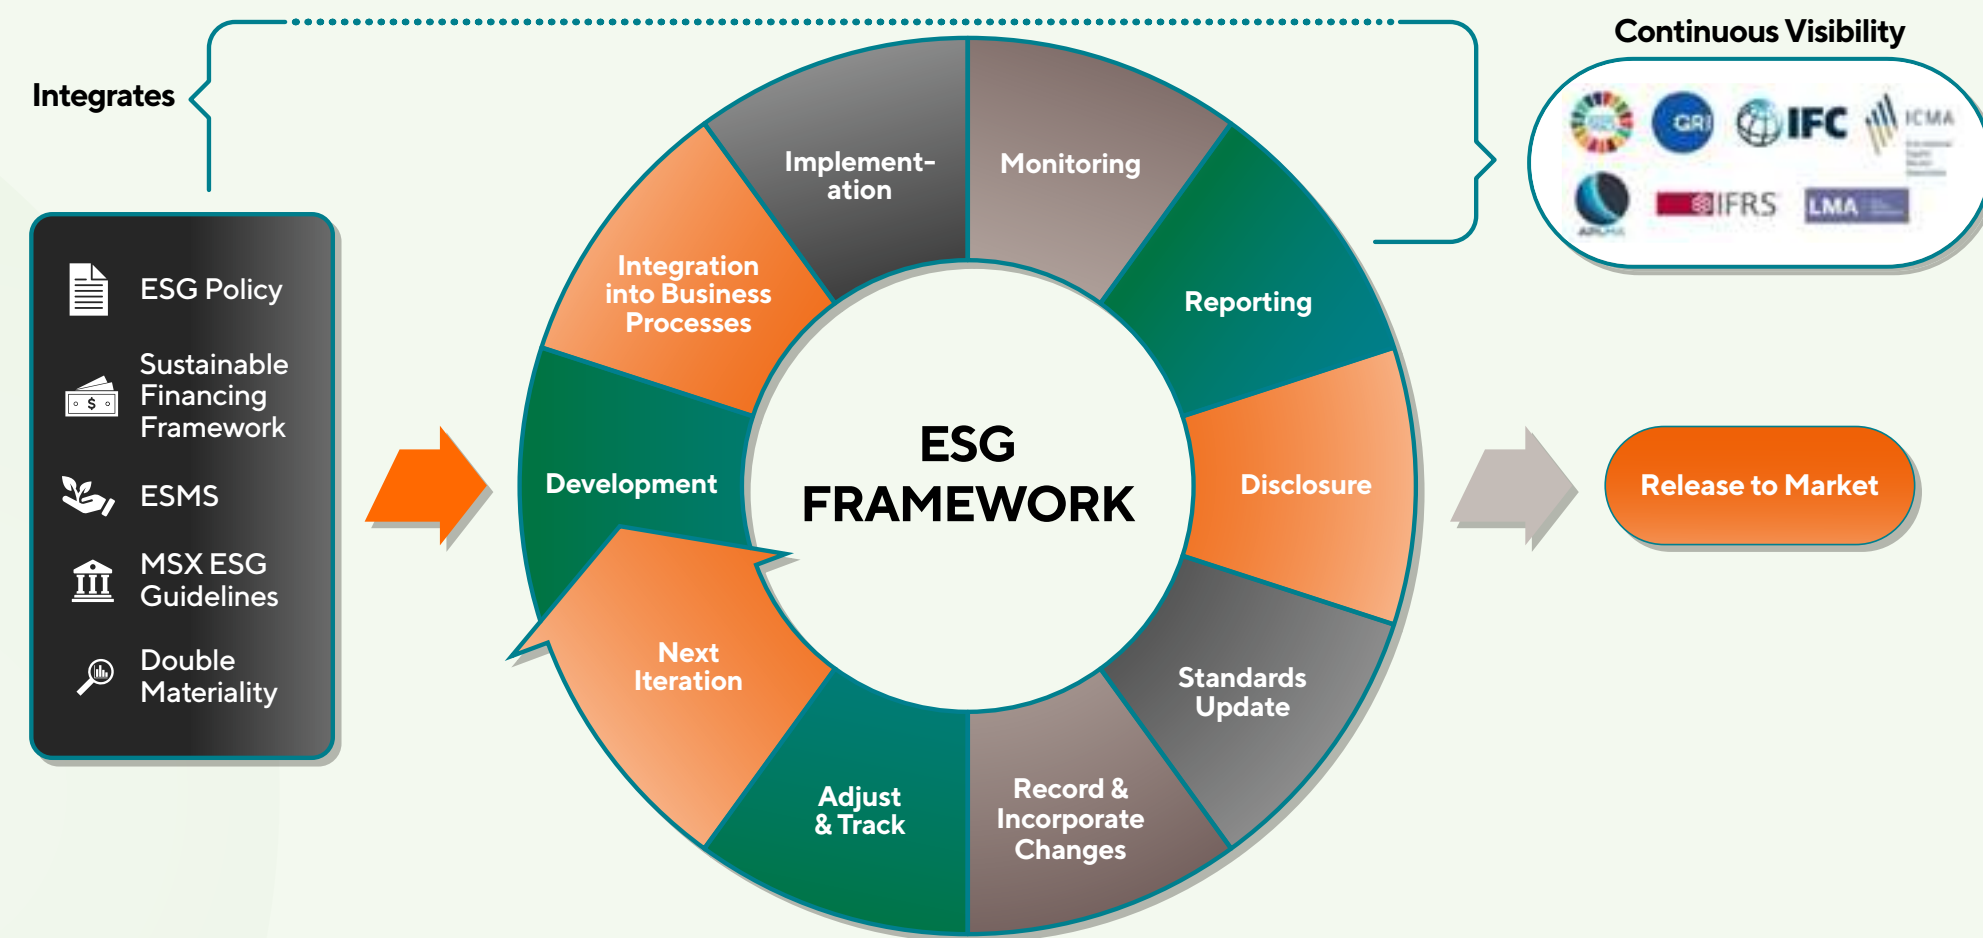 Continuous Visibility
Integrates
GRI
IFC
ICMA
IFRS
LMA
ESG Policy
Sustainable
Financing
Framework
ESMS
MSX ESG
Guidelines
Double
Materiality
ESG
FRAMEWORK
Development
Integration
into Business
Processes
Implement-
ation
Monitoring
Reporting
Disclosure
Standards
Update
Record &
Incorporate
Changes
Adjust
& Track
Next
Iteration
Release to Market